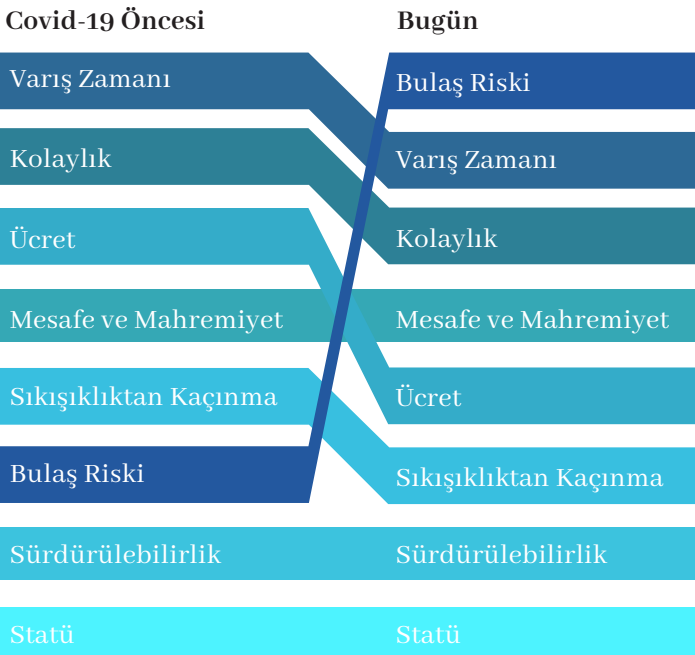 Covid-19 Öncesi
Varış Zamanı
Kolaylık
Ücret
Mesafe ve Mahremiyet
Sıkışıklıktan Kaçınma
Bulaş Riski
Sürdürülebilirlik
Statü
Bugün
Bulaş Riski
Varış Zamanı
Kolaylık
Mesafe ve Mahremiyet
Ücret
Sıkışıklıktan Kaçınma
Sürdürülebilirlik
Statü